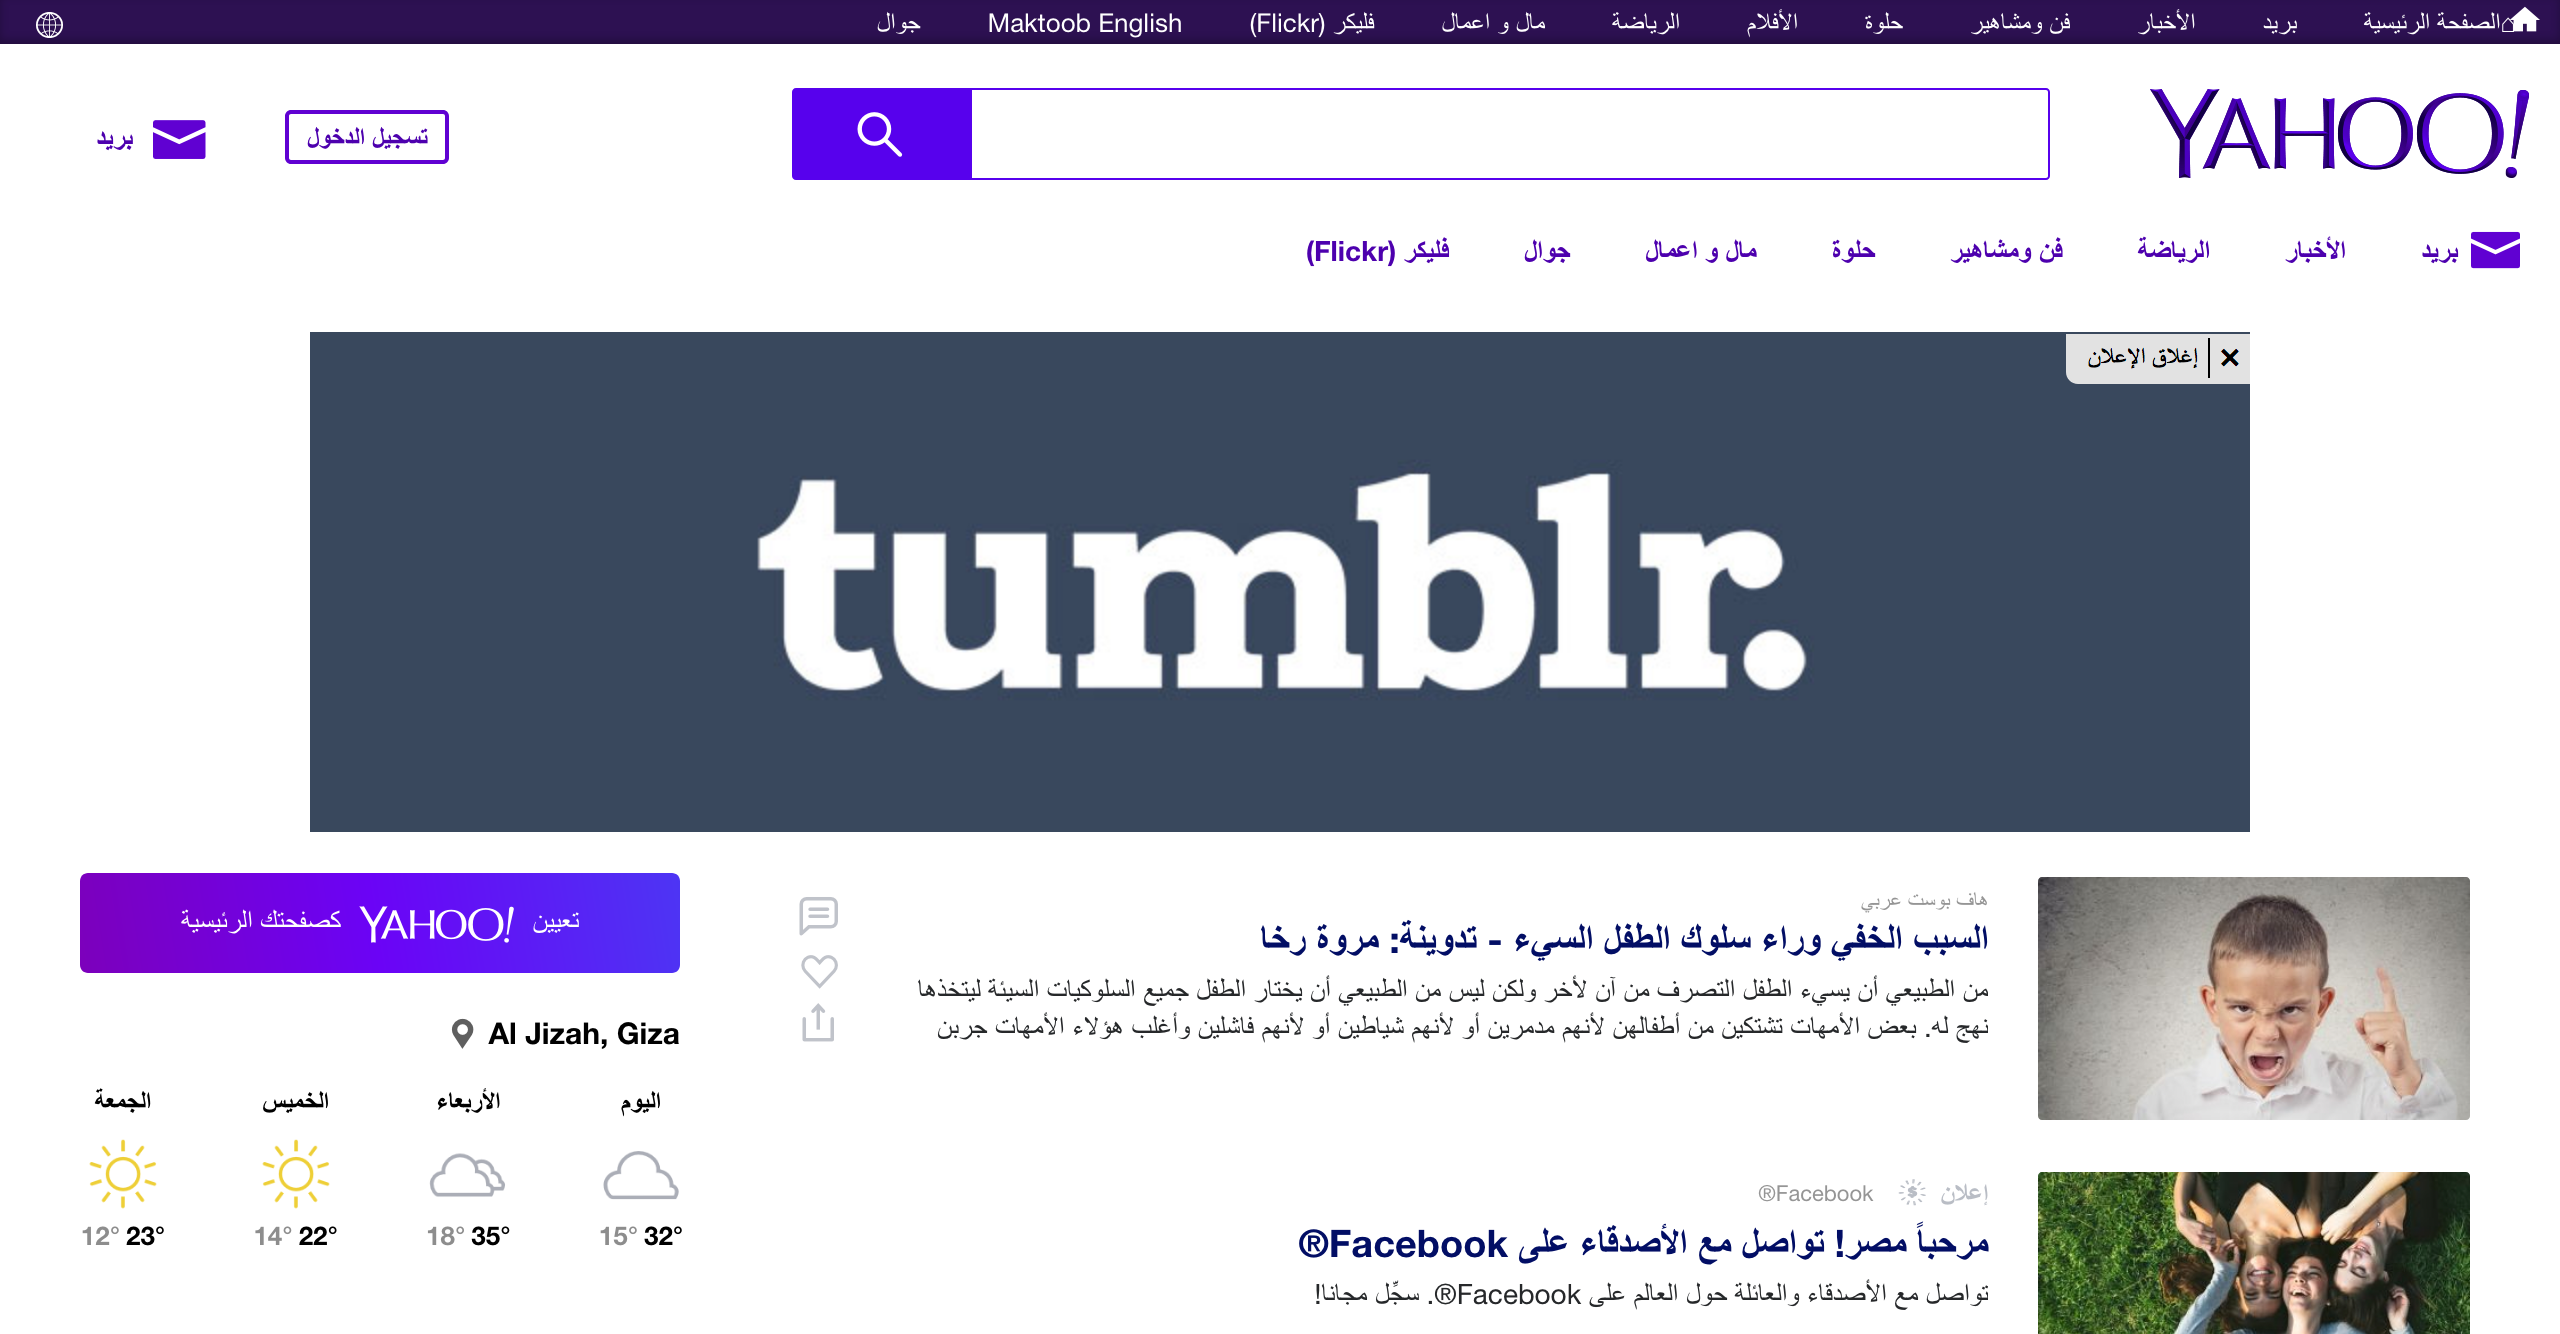 الصفحة الرئيسية بريد الأخبار فن ومشاهير حلوة الأفلام الرياضة مال و اعمال فليكر (Flickr) Maktoob English جوال
YAHOO!
تسجيل الدخول
بريد
بريد الأخبار الرياضة فن ومشاهير حلوة مال و اعمال جوال فليكر (Flickr)
إغلاق الإعلان
tumblr.
هاف بوست عربي
السبب الخفي وراء سلوك الطفل السيء - تدوينة: مروة رخا
من الطبيعي أن يسيء الطفل التصرف من آن لأخر ولكن ليس من الطبيعي أن يختار الطفل جميع السلوكيات السيئة ليتخذها
نهج له. بعض الأمهات تشتكين من أطفالهن لأنهم مدمرين أو لأنهم شياطين أو لأنهم فاشلين وأغلب هؤلاء الأمهات جربن
إعلان Facebook®
مرحباً مصر! تواصل مع الأصدقاء على Facebook®
تواصل مع الأصدقاء والعائلة حول العالم على Facebook®. سجِّل مجانا!
تعيين YAHOO! كصفحتك الرئيسية
Al Jizah, Giza
اليوم الأربعاء الخميس الجمعة
32° 15° 35° 18° 22° 14° 23° 12°